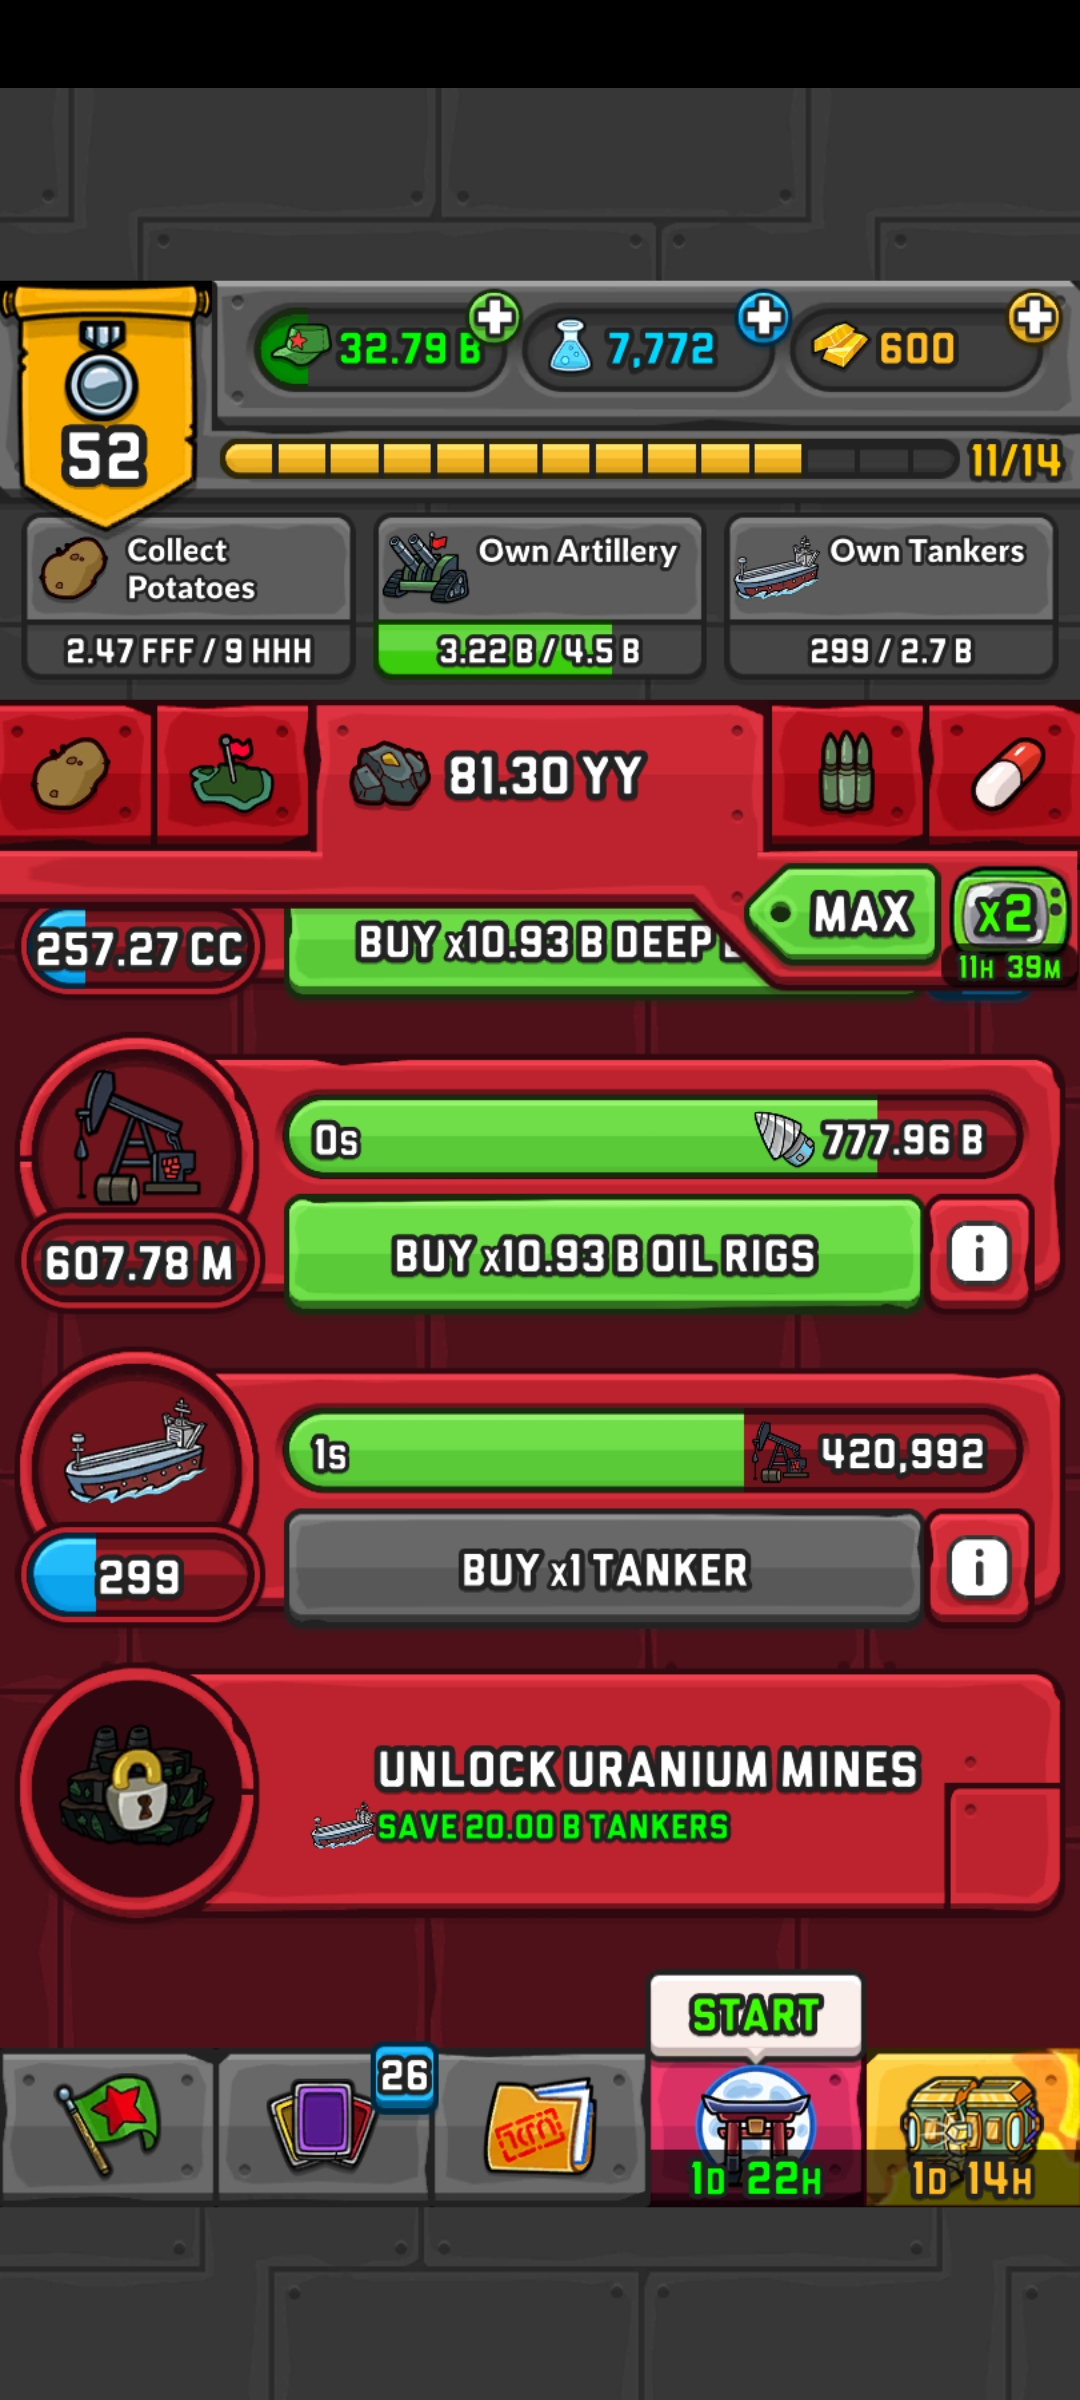 32.79 B
7,772
600
52
11/14
Collect
Potatoes
2.47 FFF / 9 HHH
Own Artillery
3.22 B / 4.5 B
Own Tankers
299 / 2.7 B
81.30 YY
MAX
x2
11H 39M
257.27 CC
BUY x10.93 B DEEP
0s
777.96 B
607.78 M
BUY x10.93 B OIL RIGS
i
1s
420,992
299
BUY x1 TANKER
i
UNLOCK URANIUM MINES
SAVE 20.00 B TANKERS
START
26
1D 22H
1D 14H